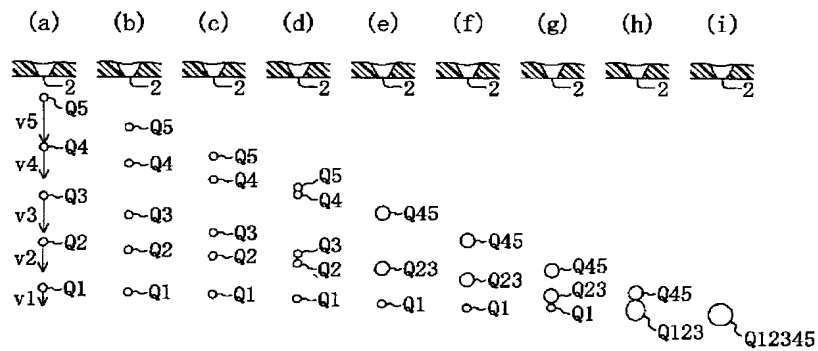 (a) (b) (c) (d) (e) (f) (g) (h) (i)
2 2 2 2 2 2 2 2 2
v5 Q5 Q5
v4 Q4 Q4 Q5 Q4 Q5 Q4
v3 Q3 Q3 Q3 Q3 Q45 Q45
v2 Q2 Q2 Q2 Q2 Q23 Q23 Q45
v1 Q1 Q1 Q1 Q1 Q1 Q1 Q23 Q1 Q45 Q123 Q12345